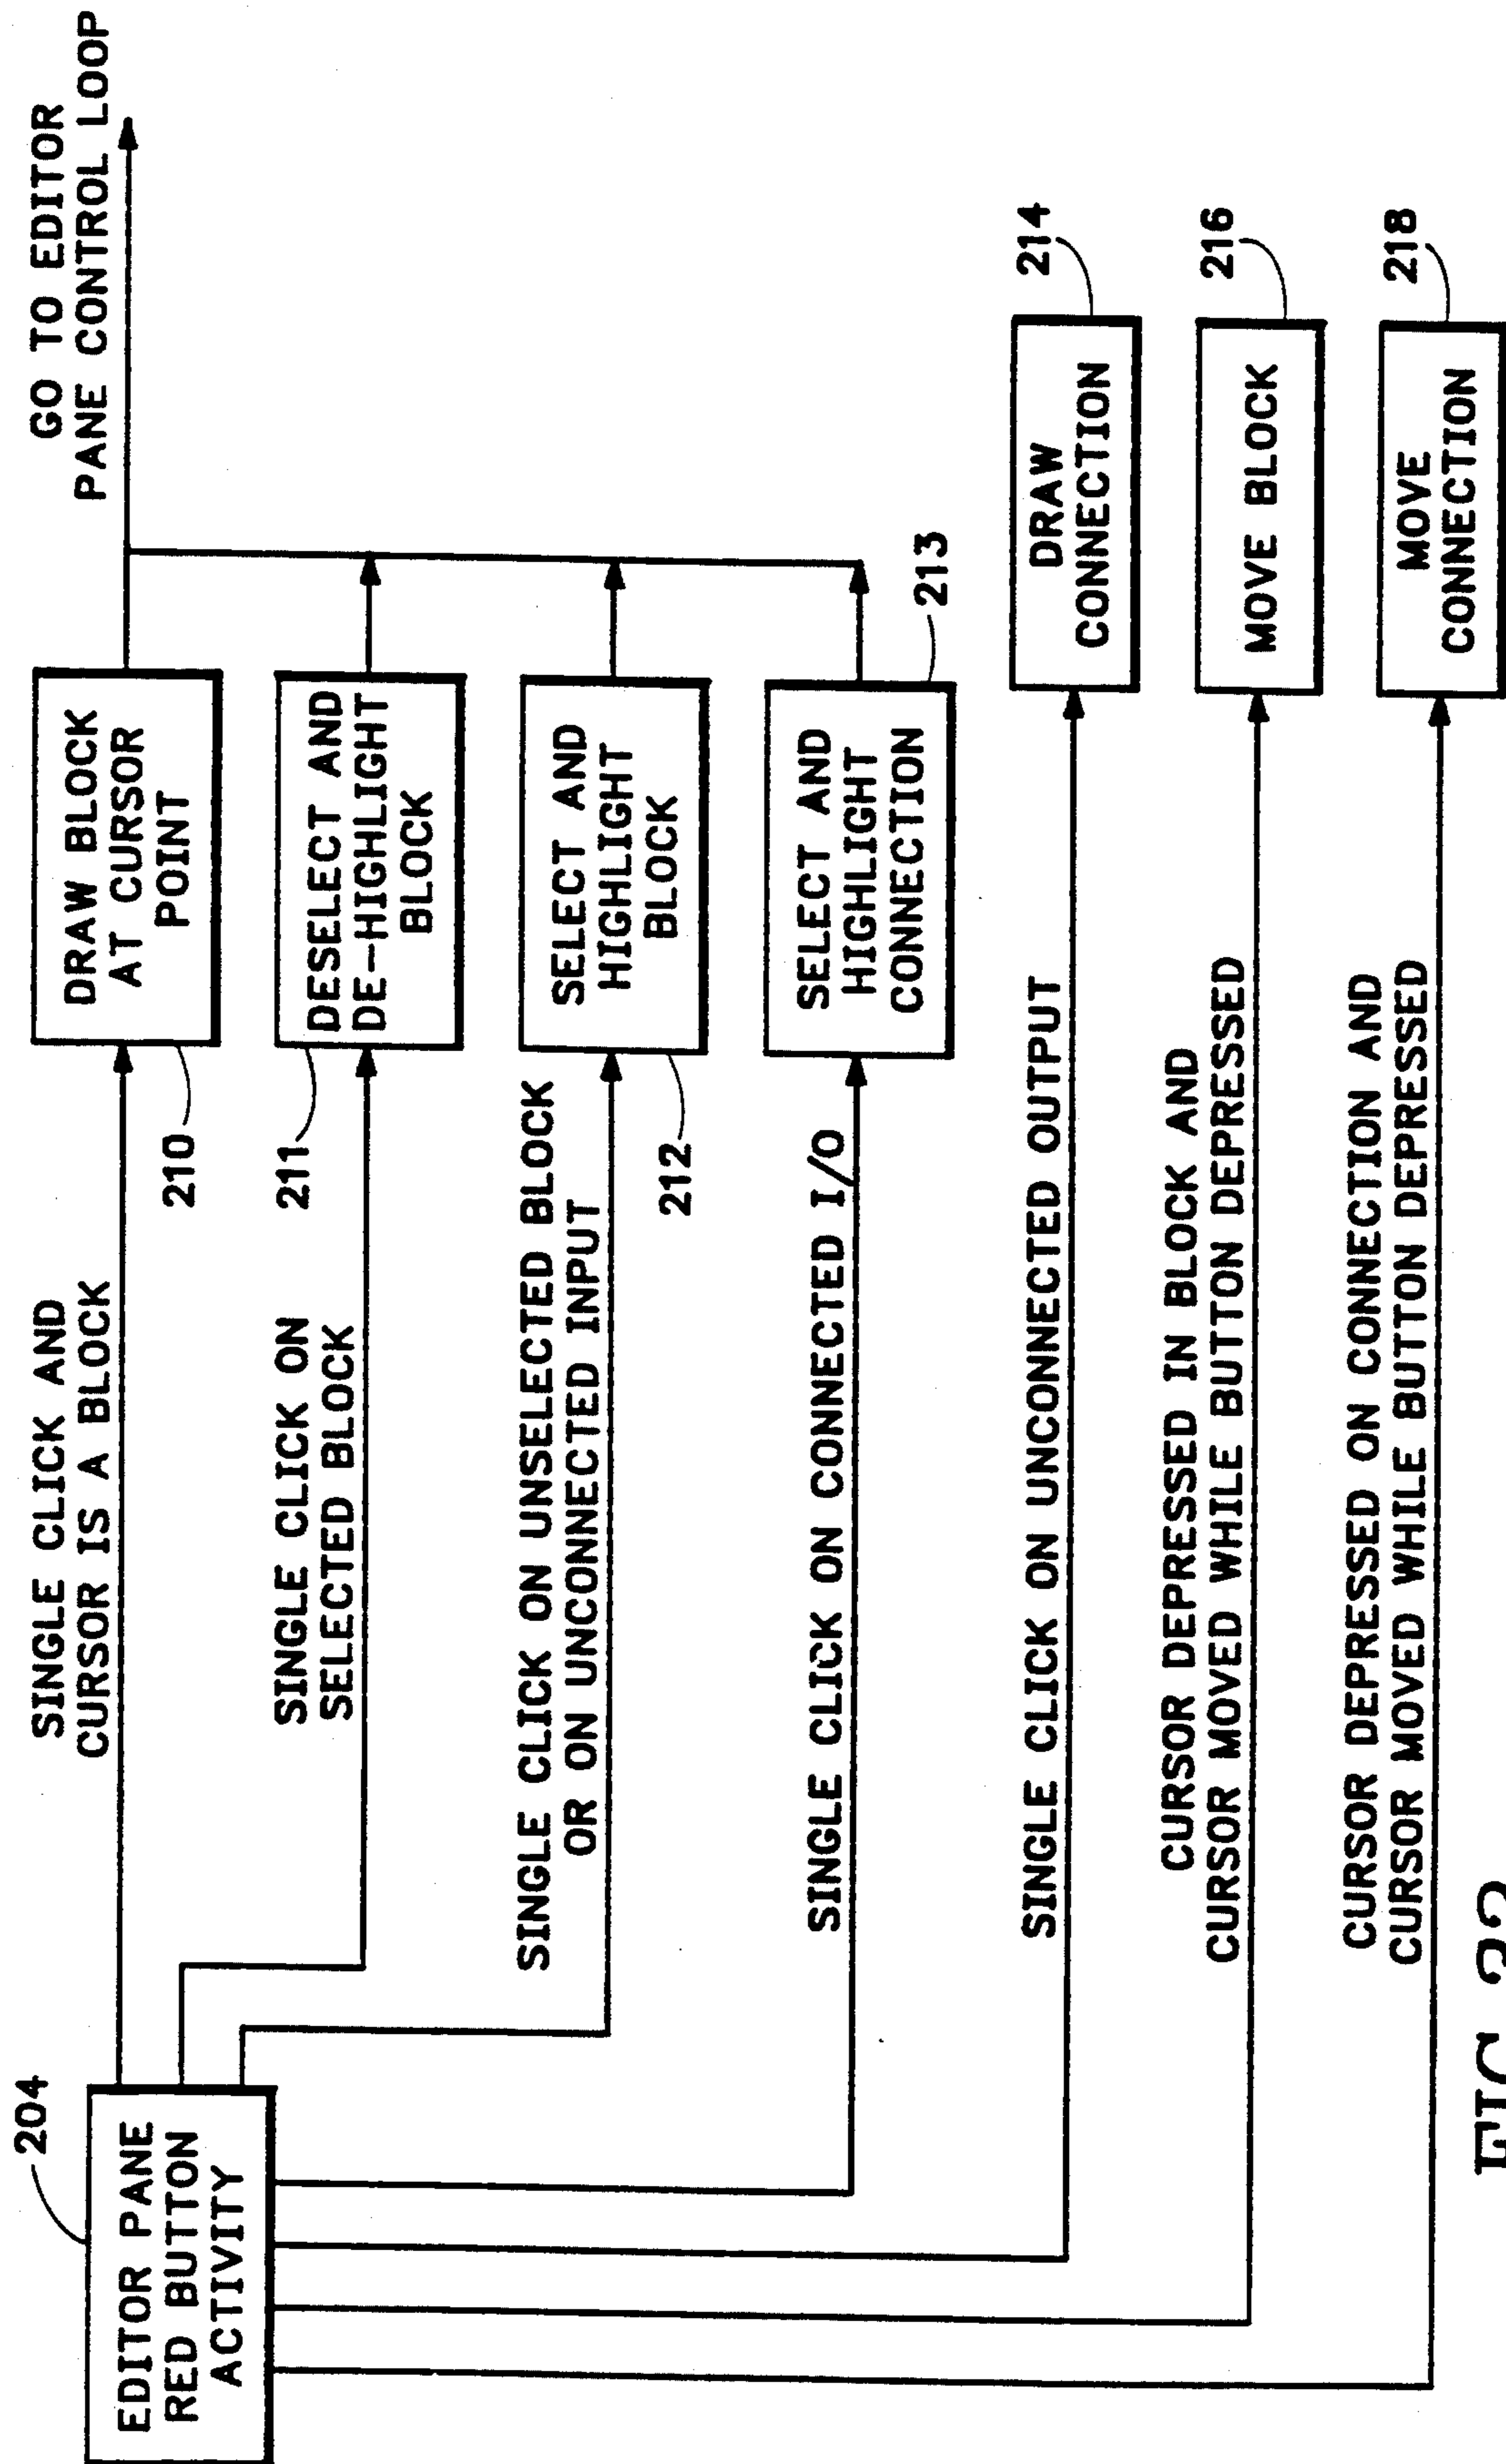 GO TO EDITOR
PANE CONTROL LOOP
204
EDITOR PANE
RED BUTTON
ACTIVITY
SINGLE CLICK AND
CURSOR IS A BLOCK
210
DRAW BLOCK
AT CURSOR
POINT
SINGLE CLICK ON
SELECTED BLOCK
211
DESELECT AND
DE-HIGHLIGHT
BLOCK
SINGLE CLICK ON UNSELECTED BLOCK
OR ON UNCONNECTED INPUT
212
SELECT AND
HIGHLIGHT
BLOCK
SINGLE CLICK ON CONNECTED I/O
SELECT AND
HIGHLIGHT
CONNECTION
213
SINGLE CLICK ON UNCONNECTED OUTPUT
DRAW
CONNECTION
214
CURSOR DEPRESSED IN BLOCK AND
CURSOR MOVED WHILE BUTTON DEPRESSED
MOVE BLOCK
216
CURSOR DEPRESSED ON CONNECTION AND
CURSOR MOVED WHILE BUTTON DEPRESSED
MOVE
CONNECTION
218